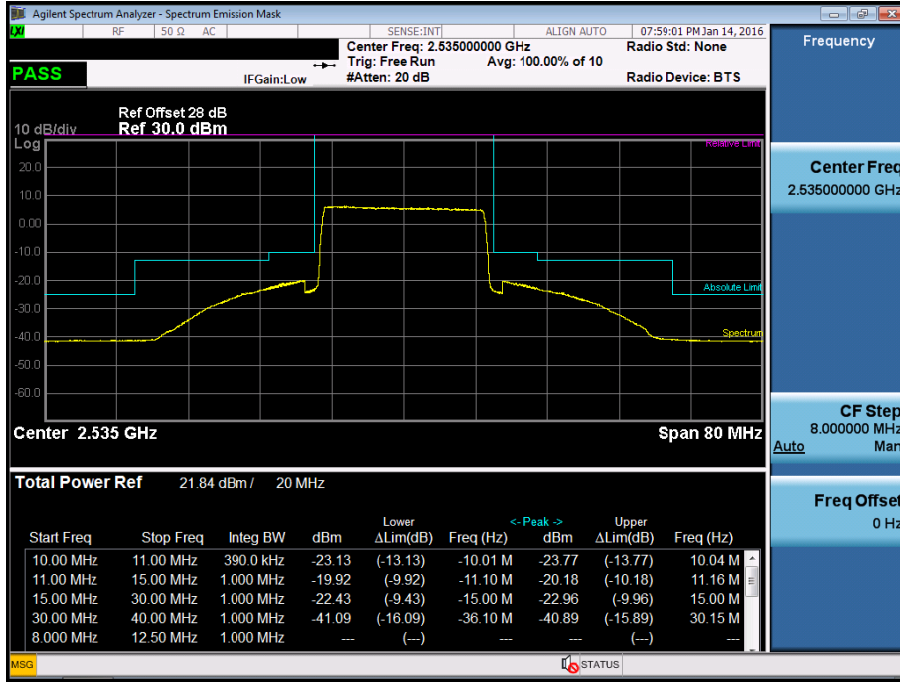 Agilent Spectrum Analyzer - Spectrum Emission Mask
LXI RF 50 Ω AC SENSE:INT ALIGN AUTO 07:59:01 PM Jan 14, 2016
Center Freq: 2.535000000 GHz Radio Std: None
Trig: Free Run Avg: 100.00% of 10
PASS IFGain:Low #Atten: 20 dB Radio Device: BTS
Ref Offset 28 dB
10 dB/div Ref 30.0 dBm
Log
Relative Limit
20.0
10.0
0.00
-10.0
-20.0
Absolute Limit
-30.0
Spectrum
-40.0
-50.0
-60.0
Center 2.535 GHz Span 80 MHz
Total Power Ref 21.84 dBm / 20 MHz
Lower <-Peak-> Upper
Start Freq Stop Freq Integ BW dBm ΔLim(dB) Freq (Hz) dBm ΔLim(dB) Freq (Hz)
10.00 MHz 11.00 MHz 390.0 kHz -23.13 (-13.13) -10.01 M -23.77 (-13.77) 10.04 M
11.00 MHz 15.00 MHz 1.000 MHz -19.92 (-9.92) -11.10 M -20.18 (-10.18) 11.16 M
15.00 MHz 30.00 MHz 1.000 MHz -22.43 (-9.43) -15.00 M -22.96 (-9.96) 15.00 M
30.00 MHz 40.00 MHz 1.000 MHz -41.09 (-16.09) -36.10 M -40.89 (-15.89) 30.15 M
8.000 MHz 12.50 MHz 1.000 MHz --- (---) --- --- (---) ---
MSG STATUS
Frequency
Center Freq
2.535000000 GHz
CF Step
8.000000 MHz
Auto Man
Freq Offset
0 Hz